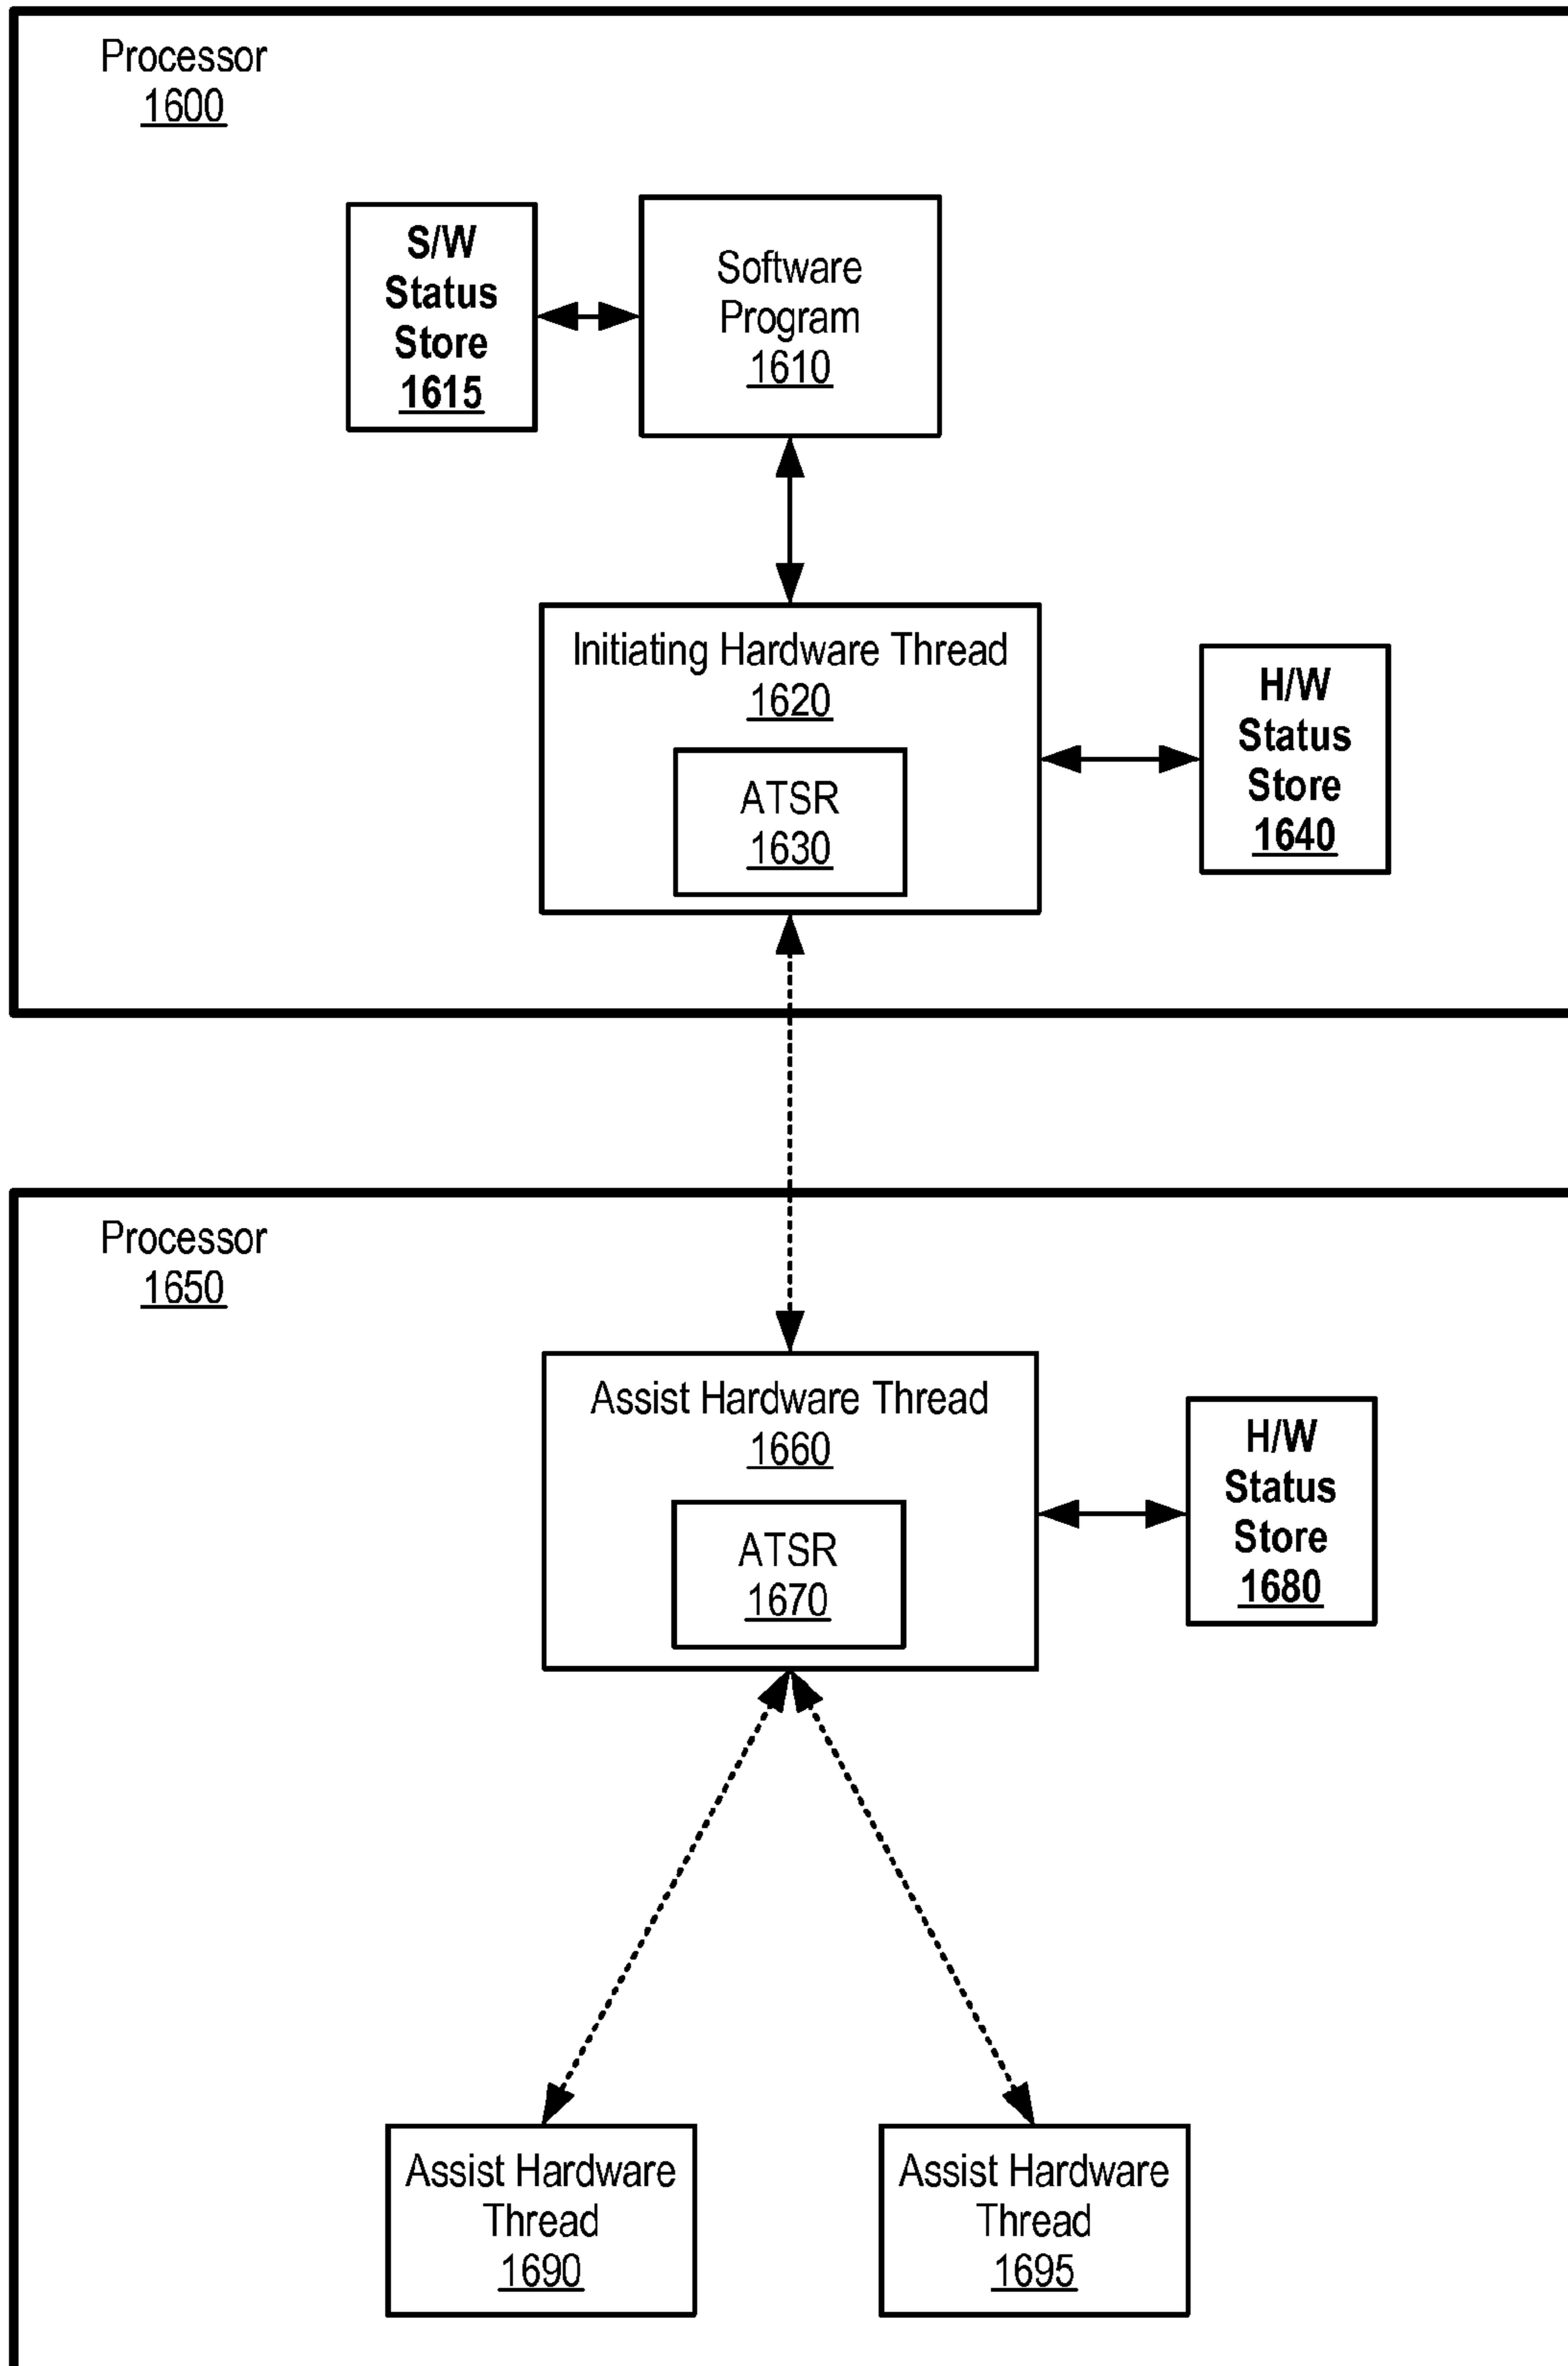 Processor
1600
S/W
Status
Store
1615
Software
Program
1610
Initiating Hardware Thread
1620
ATSR
1630
H/W
Status
Store
1640
Processor
1650
Assist Hardware Thread
1660
ATSR
1670
H/W
Status
Store
1680
Assist Hardware
Thread
1690
Assist Hardware
Thread
1695